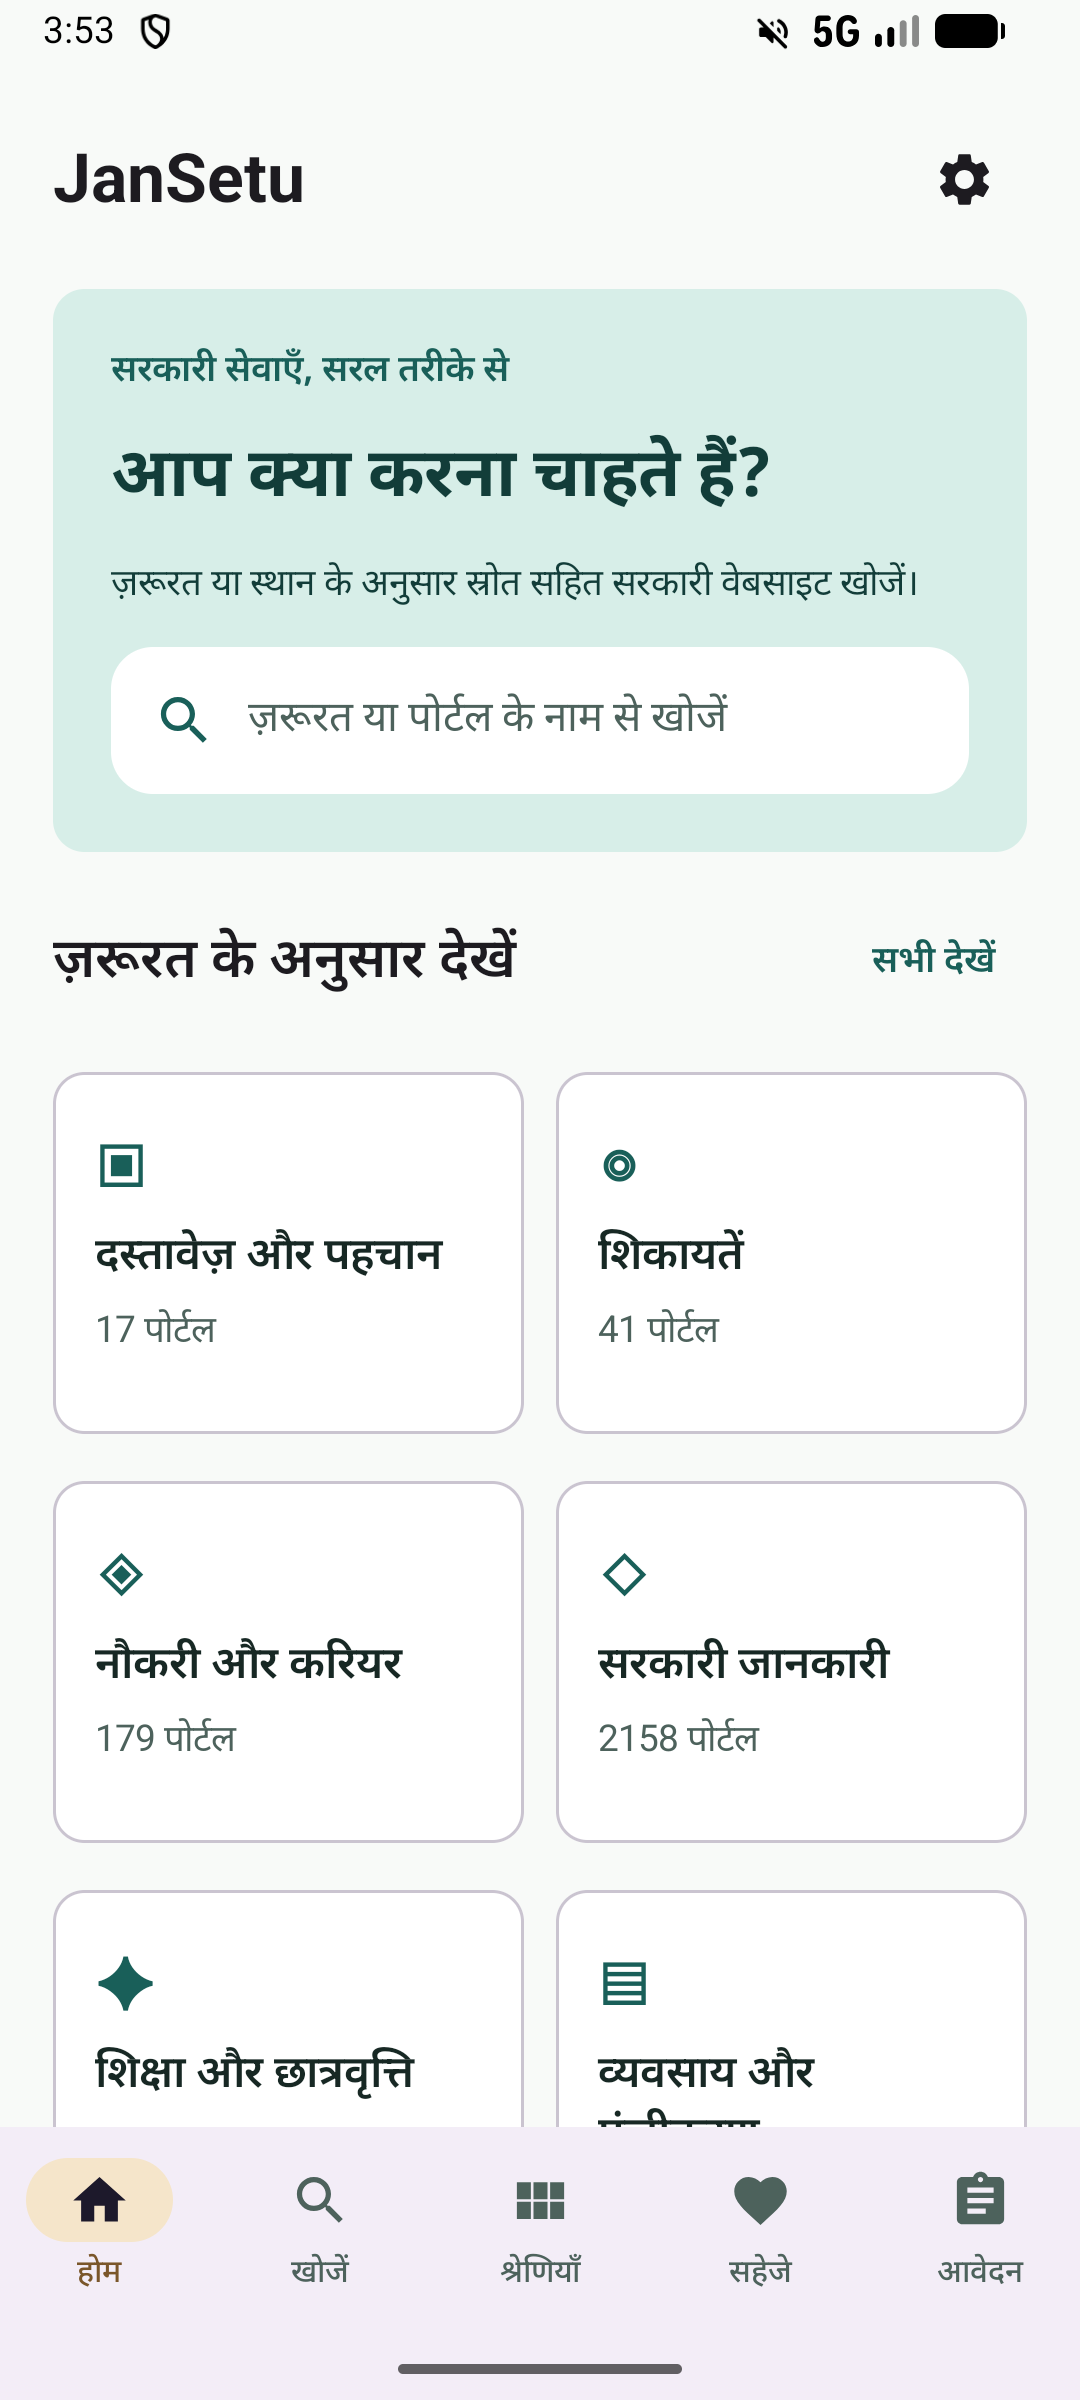 3:53
5G
JanSetu
सरकारी सेवाएँ, सरल तरीके से
आप क्या करना चाहते हैं?
ज़रूरत या स्थान के अनुसार स्रोत सहित सरकारी वेबसाइट खोजें।
ज़रूरत या पोर्टल के नाम से खोजें
ज़रूरत के अनुसार देखें
सभी देखें
दस्तावेज़ और पहचान
17 पोर्टल
शिकायतें
41 पोर्टल
नौकरी और करियर
179 पोर्टल
सरकारी जानकारी
2158 पोर्टल
शिक्षा और छात्रवृत्ति
व्यवसाय और
होम
खोजें
श्रेणियाँ
सहेजे
आवेदन